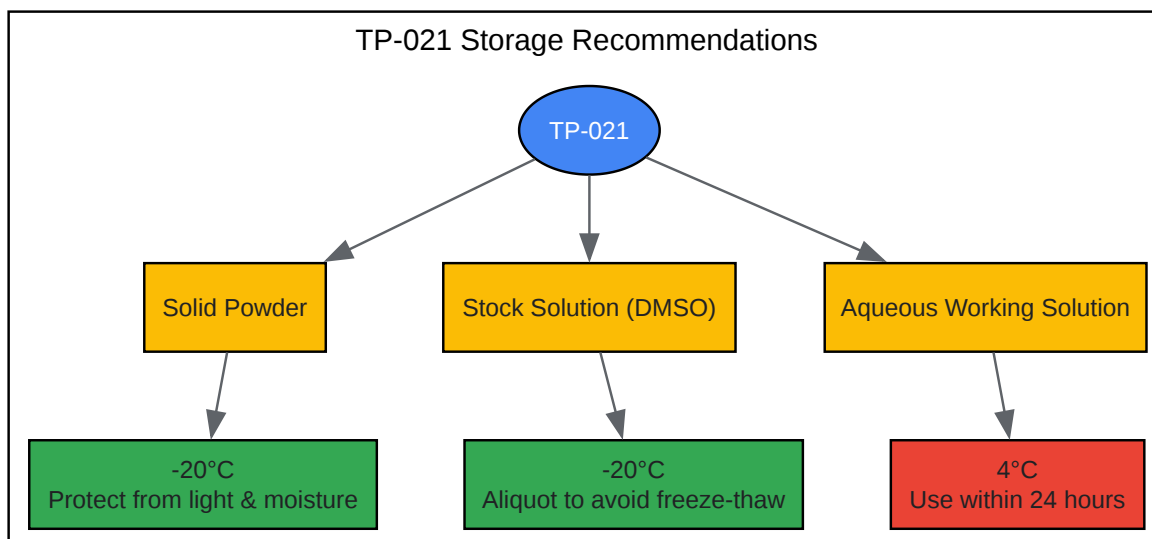 TP-021 Storage Recommendations
TP-021
Solid Powder
Stock Solution (DMSO)
Aqueous Working Solution
-20°C
Protect from light & moisture
-20°C
Aliquot to avoid freeze-thaw
4°C
Use within 24 hours